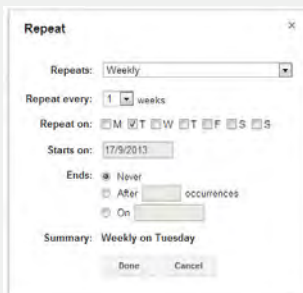 Repeat ×
Repeats: Weekly
Repeat every: 1 weeks
Repeat on: M T W T F S S
Starts on: 17/9/2013
Ends: Never
After occurrences
On
Summary: Weekly on Tuesday
Done Cancel